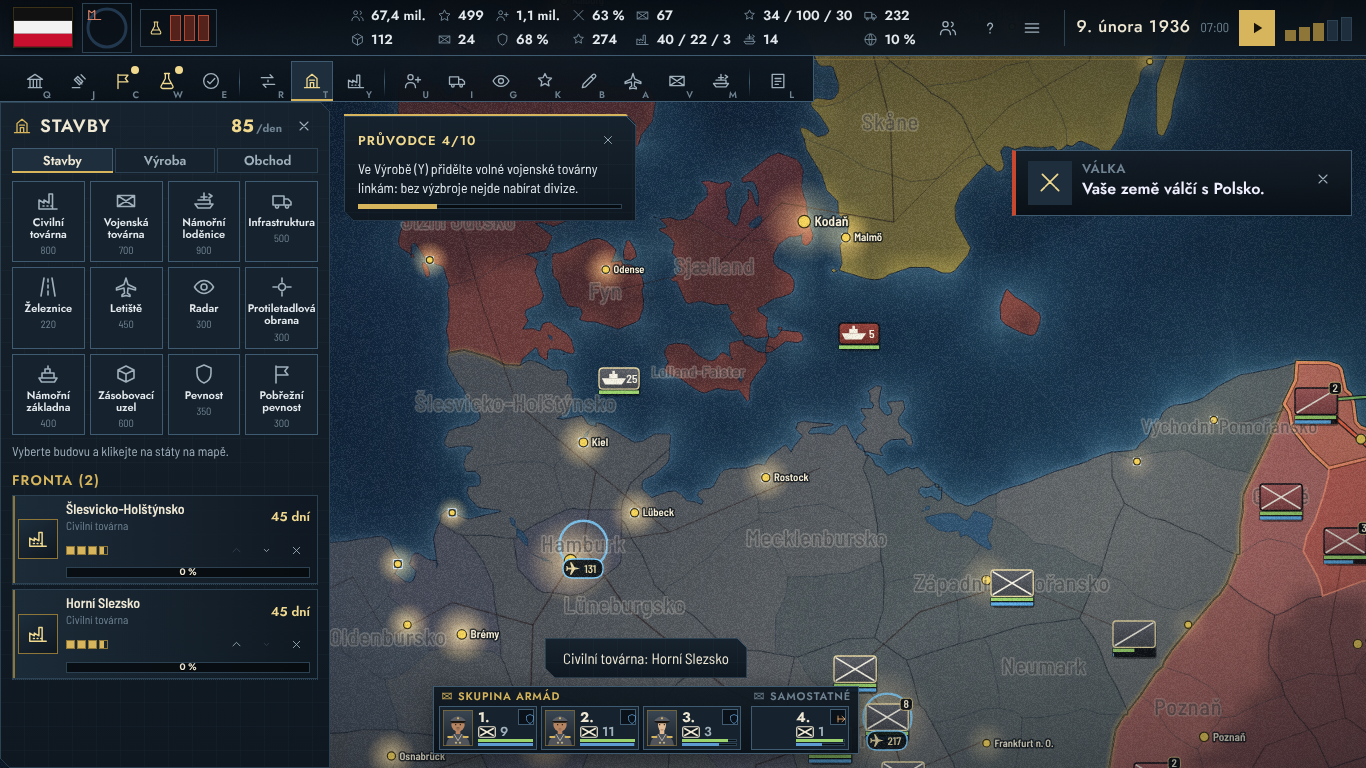 67,4 mil. 499 1,1 mil. 63 % 67 34 / 100 / 30 232
112 24 68 % 274 40 / 22 / 3 14 10 %
? 9. února 1936 07:00
Q J C W E R T Y U I G K B A V M L
STAVBY 85 /den
Stavby Výroba Obchod
Civilní továrna 800
Vojenská továrna 700
Námořní loděnice 900
Infrastruktura 500
Železnice 220
Letiště 450
Radar 300
Protiletadlová obrana 300
Námořní základna 400
Zásobovací uzel 600
Pevnost 350
Pobřežní pevnost 300
Vyberte budovu a klikejte na státy na mapě.
FRONTA (2)
Šlesvicko-Holštýnsko 45 dní
Civilní továrna
0 %
Horní Slezsko 45 dní
Civilní továrna
0 %
PRŮVODCE 4/10
Ve Výrobě (Y) přidělte volné vojenské továrny
linkám: bez výzbroje nejde nabírat divize.
VÁLKA
Vaše země válčí s Polskem.
Skåne
Kodaň
Malmö
Odense
Sjælland
Fyn
5
25
Lolland-Falster
Šlesvicko-Holštýnsko
Kiel
Rostock
Lübeck
Hamburk
131
Mecklenbursko
Lüneburgsko
Oldenbursko
Brémy
Východní Pomořansko
2
Neumark
Poznaň
Poznaň
Frankfurt n. O.
Osnabrück
8
217
2
Civilní továrna: Horní Slezsko
SKUPINA ARMÁD SAMOSTATNÉ
1. 9
2. 11
3. 3
4. 1